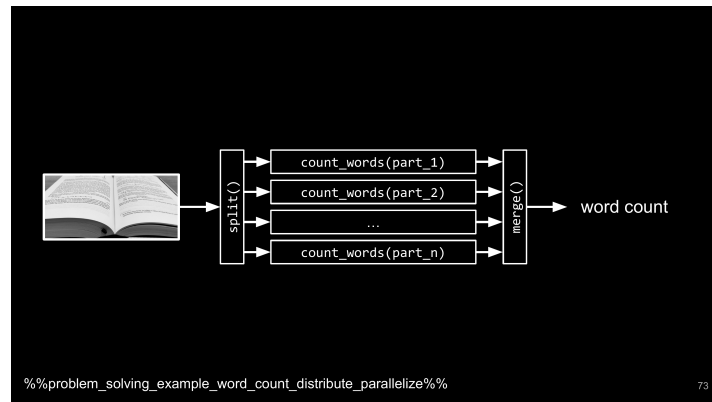 split()
count_words(part_1)
count_words(part_2)
...
count_words(part_n)
merge()
word count
%%problem_solving_example_word_count_distribute_parallelize%%
73